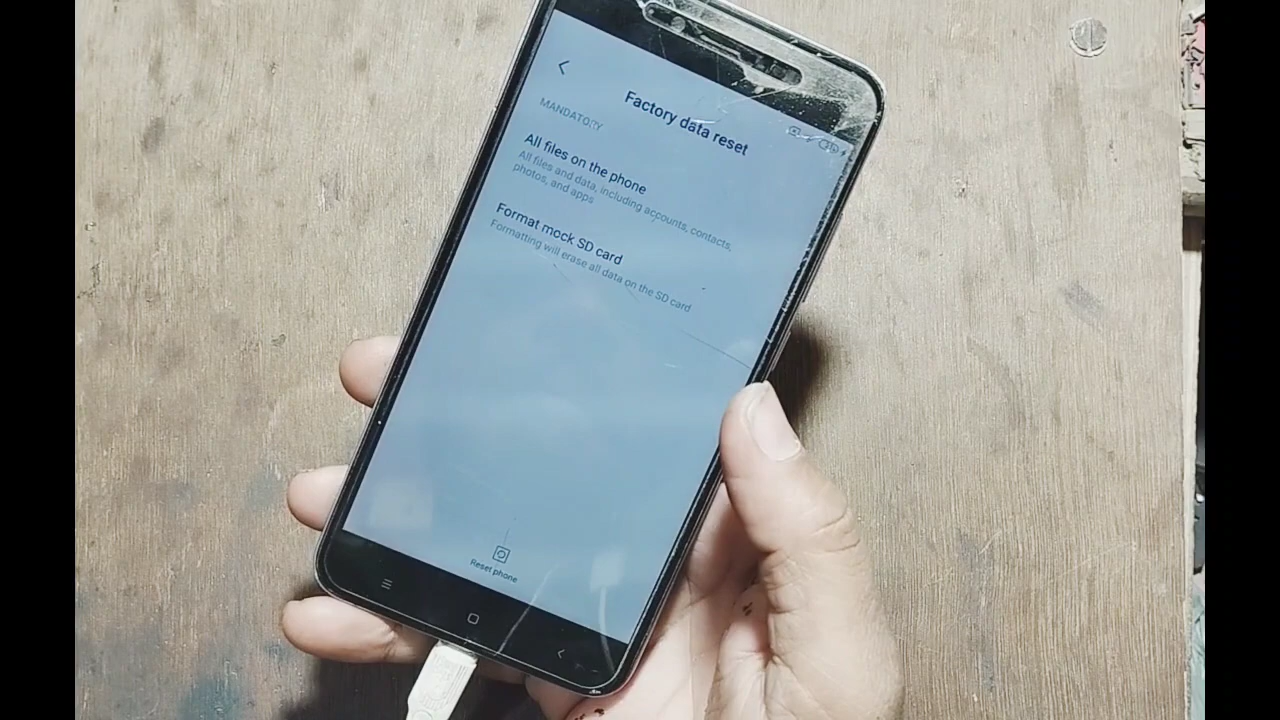 Factory data reset
MANDATORY
All files on the phone
All files and data, including accounts, contacts,
photos, and apps
Format mock SD card
Formatting will erase all data on the SD card
Reset phone